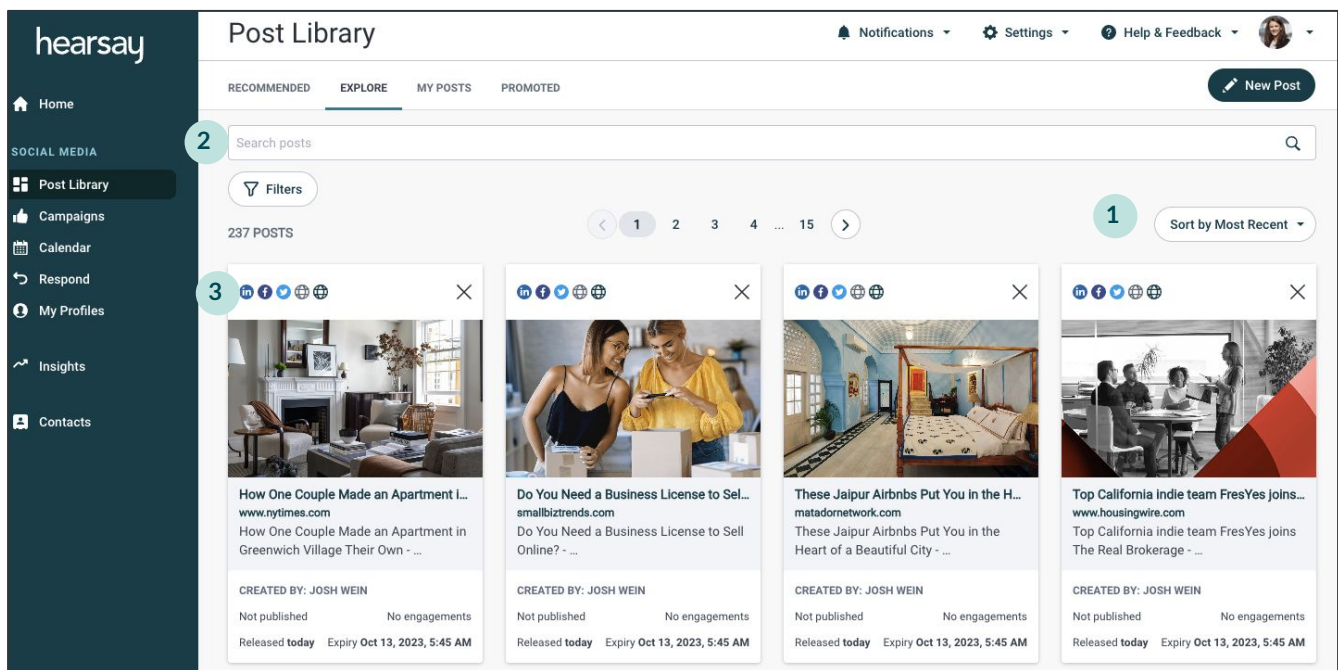 hearsay
Post Library
Notifications
Settings
Help & Feedback
Home
SOCIAL MEDIA
Post Library
Campaigns
Calendar
Respond
My Profiles
Insights
Contacts
RECOMMENDED EXPLORE MY POSTS PROMOTED
New Post
2
Search posts
Filters
237 POSTS
1 2 3 4 ... 15
1
Sort by Most Recent
3
How One Couple Made an Apartment i...
www.nytimes.com
How One Couple Made an Apartment in
Greenwich Village Their Own - ...
CREATED BY: JOSH WEIN
Not published No engagements
Released today Expiry Oct 13, 2023, 5:45 AM
Do You Need a Business License to Sel...
smallbiztrends.com
Do You Need a Business License to Sell
Online? - ...
CREATED BY: JOSH WEIN
Not published No engagements
Released today Expiry Oct 13, 2023, 5:45 AM
These Jaipur Airbnbs Put You in the H...
matadornetwork.com
These Jaipur Airbnbs Put You in the
Heart of a Beautiful City - ...
CREATED BY: JOSH WEIN
Not published No engagements
Released today Expiry Oct 13, 2023, 5:45 AM
Top California indie team FresYes joins...
www.housingwire.com
Top California indie team FresYes joins
The Real Brokerage - ...
CREATED BY: JOSH WEIN
Not published No engagements
Released today Expiry Oct 13, 2023, 5:45 AM